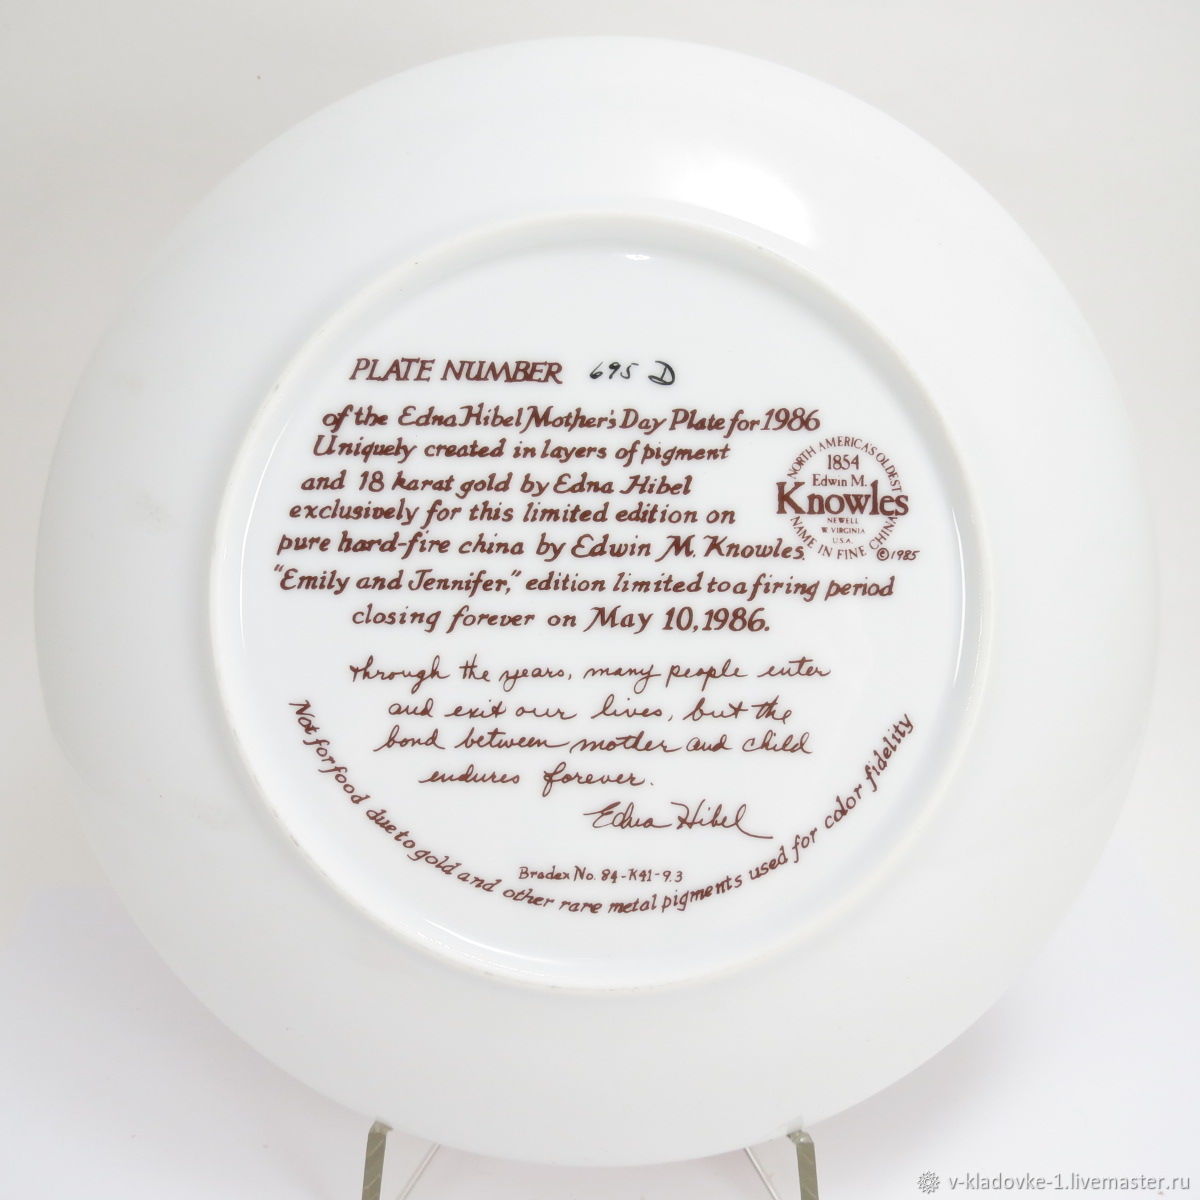 PLATE NUMBER 695 D
of the Edna Hibel Mother's Day Plate for 1986
Uniquely created in layers of pigment
and 18 karat gold by Edna Hibel
exclusively for this limited edition on
pure hard-fire china by Edwin M. Knowles.
"Emily and Jennifer," edition limited to a firing period
closing forever on May 10, 1986.
NORTH AMERICA'S OLDEST
1854
Edwin M.
Knowles
NEWELL
W. VIRGINIA
U.S.A.
NAME IN FINE CHINA
©1985
Through the years, many people enter
and exit our lives, but the
bond between mother and child
endures forever.
Edna Hibel
Bradex No. 84-K41-9.3
Not for food due to gold and other rare metal pigments used for color fidelity
v-kladovke-1.livemaster.ru